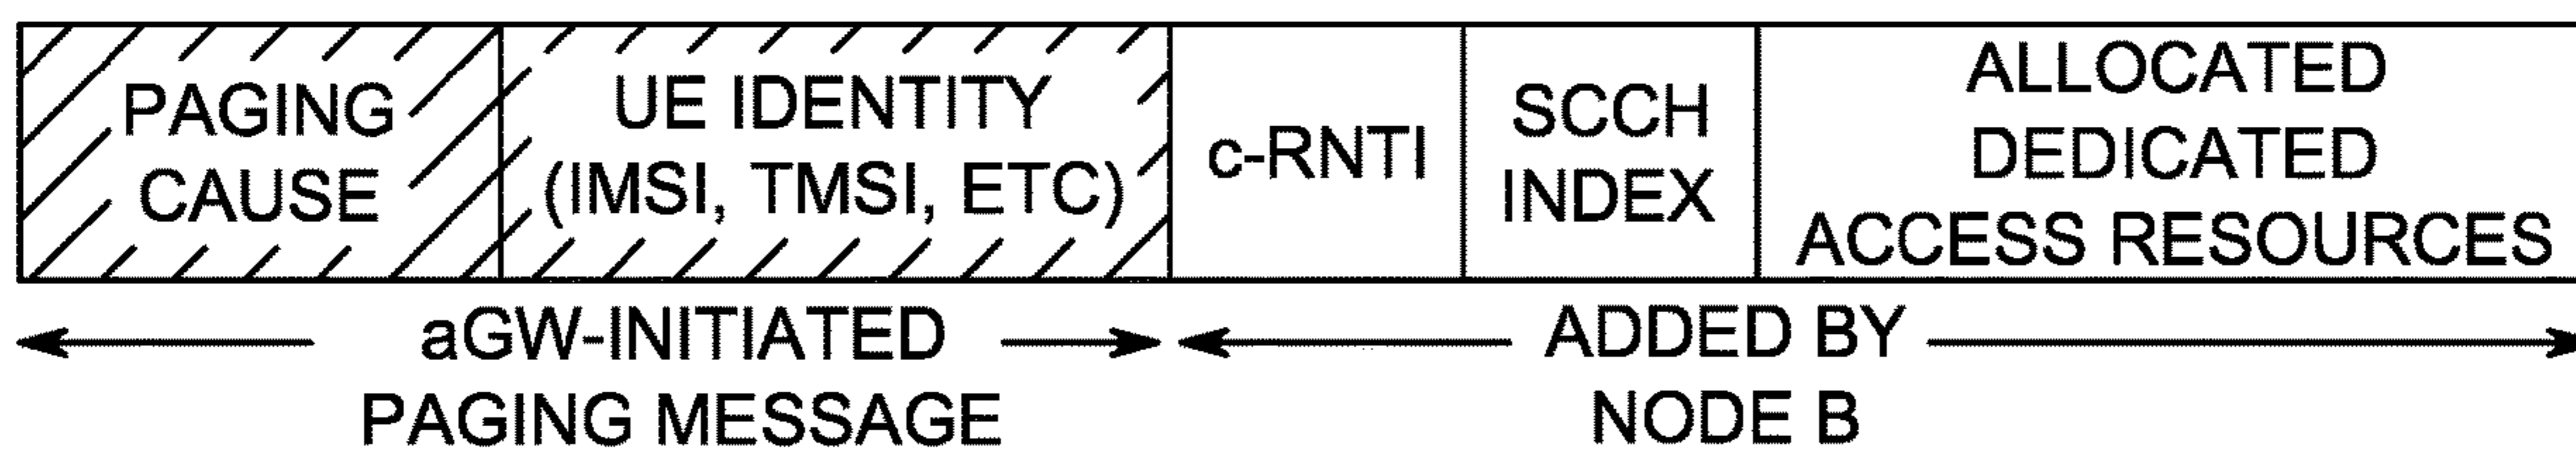 PAGING
CAUSE
UE IDENTITY
(IMSI, TMSI, ETC)
c-RNTI
SCCH
INDEX
ALLOCATED
DEDICATED
ACCESS RESOURCES
aGW-INITIATED
PAGING MESSAGE
ADDED BY
NODE B